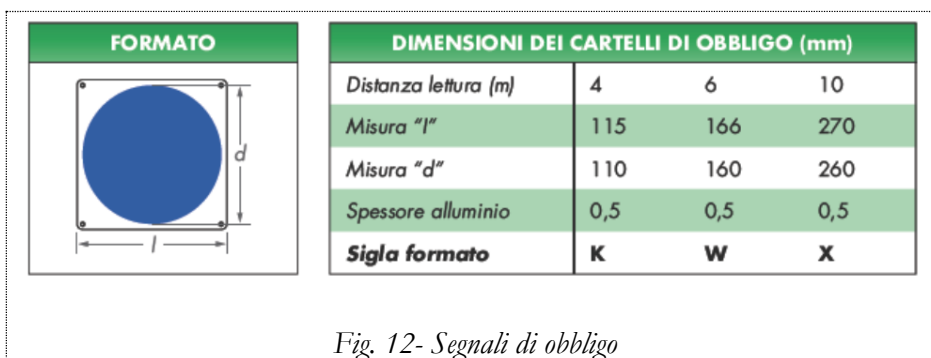 FORMATO
d
l
DIMENSIONI DEI CARTELLI DI OBBLIGO (mm)
Distanza lettura (m) 4 6 10
Misura "l" 115 166 270
Misura "d" 110 160 260
Spessore alluminio 0,5 0,5 0,5
Sigla formato K W X
Fig. 12- Segnali di obbligo